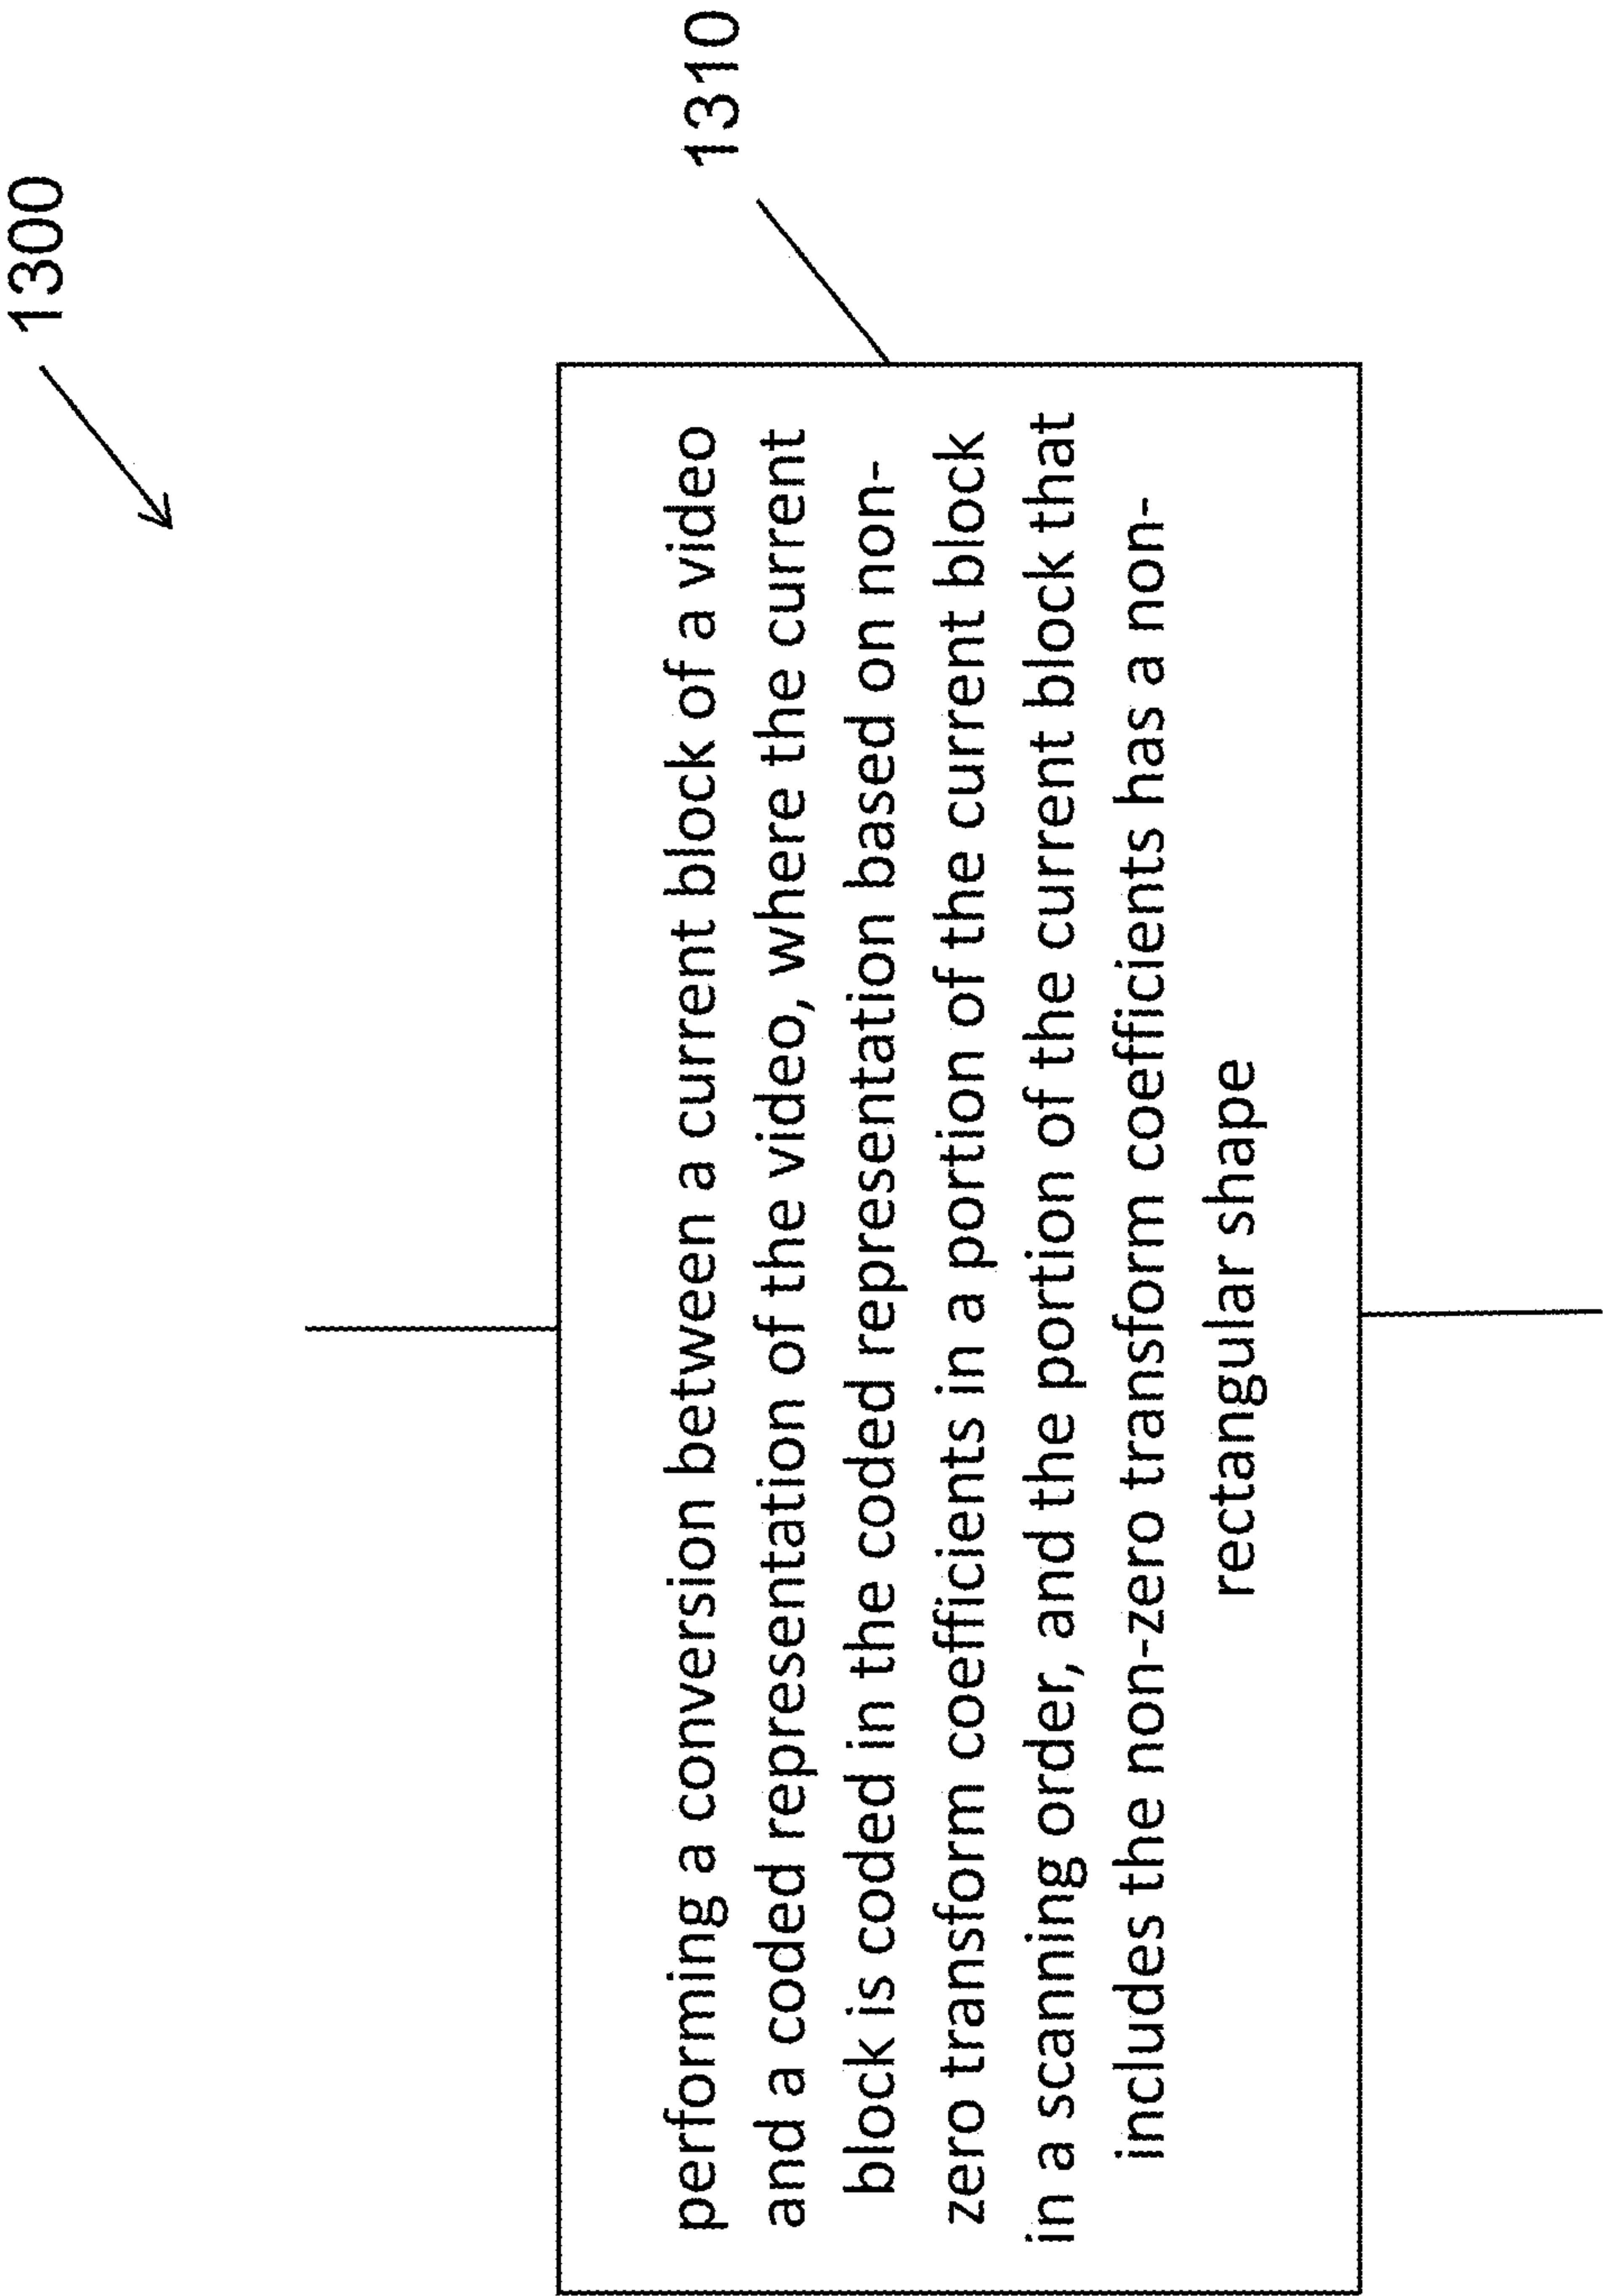 1300
1310
performing a conversion between a current block of a video
and a coded representation of the video, where the current
block is coded in the coded representation based on non-
zero transform coefficients in a portion of the current block
in a scanning order, and the portion of the current block that
includes the non-zero transform coefficients has a non-
rectangular shape